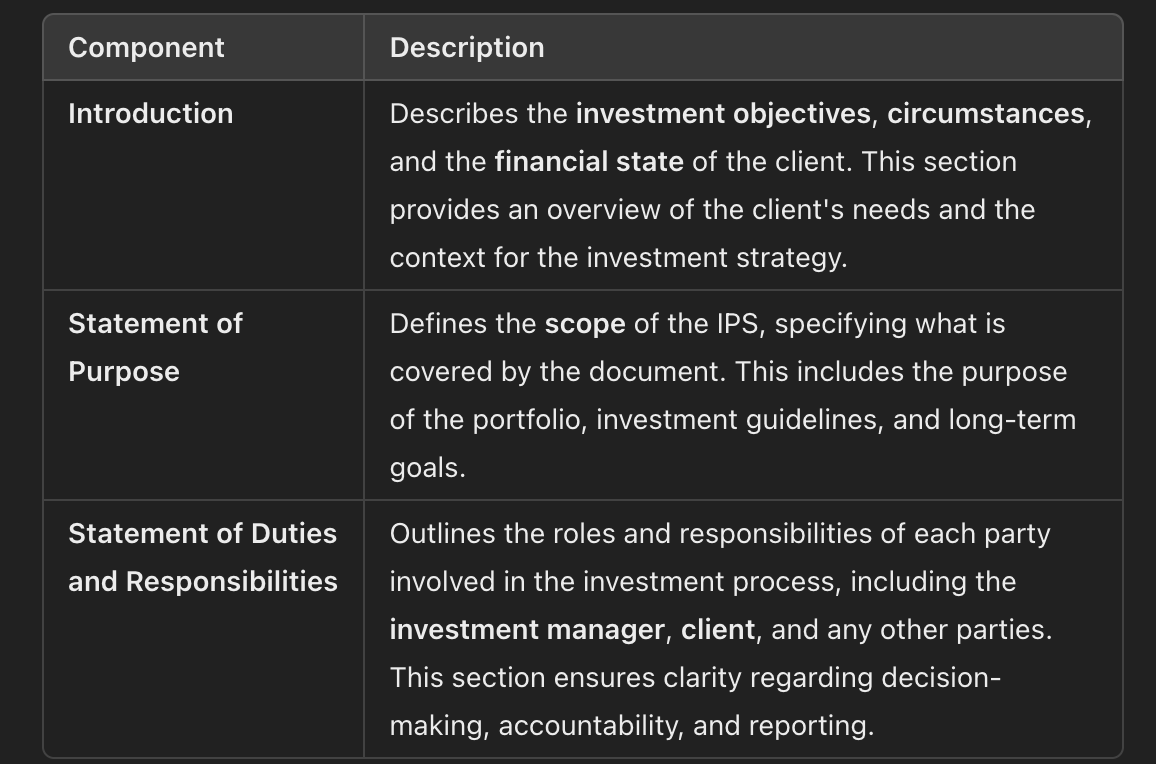 Component
Description
Introduction
Describes the investment objectives, circumstances,
and the financial state of the client. This section
provides an overview of the client's needs and the
context for the investment strategy.
Statement of
Purpose
Defines the scope of the IPS, specifying what is
covered by the document. This includes the purpose
of the portfolio, investment guidelines, and long-term
goals.
Statement of Duties
and Responsibilities
Outlines the roles and responsibilities of each party
involved in the investment process, including the
investment manager, client, and any other parties.
This section ensures clarity regarding decision-
making, accountability, and reporting.